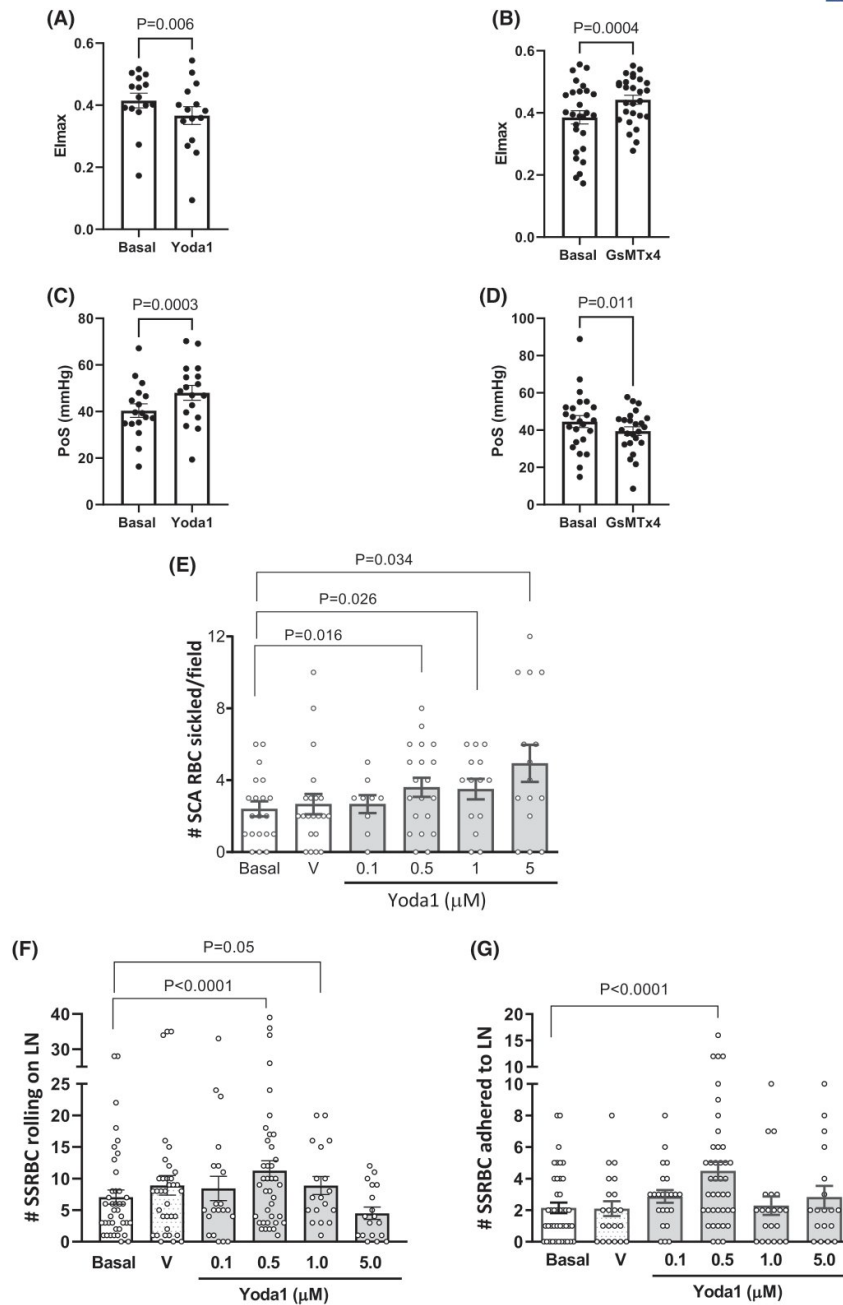 (A)
P=0.006
0.6
0.4
0.2
0.0
EImax
Basal Yoda1
(B)
P=0.0004
0.6
0.4
0.2
0.0
EImax
Basal GsMTx4
(C)
P=0.0003
80
60
40
20
0
PoS (mmHg)
Basal Yoda1
(D)
P=0.011
100
80
60
40
20
0
PoS (mmHg)
Basal GsMTx4
(E)
P=0.034
P=0.026
P=0.016
12
8
4
0
# SCA RBC sickled/field
Basal V 0.1 0.5 1 5
Yoda1 (μM)
(F)
P=0.05
P<0.0001
40
30
25
20
15
10
5
0
# SSRBC rolling on LN
Basal V 0.1 0.5 1.0 5.0
Yoda1 (μM)
(G)
P<0.0001
20
15
10
10
8
6
4
2
0
# SSRBC adhered to LN
Basal V 0.1 0.5 1.0 5.0
Yoda1 (μM)